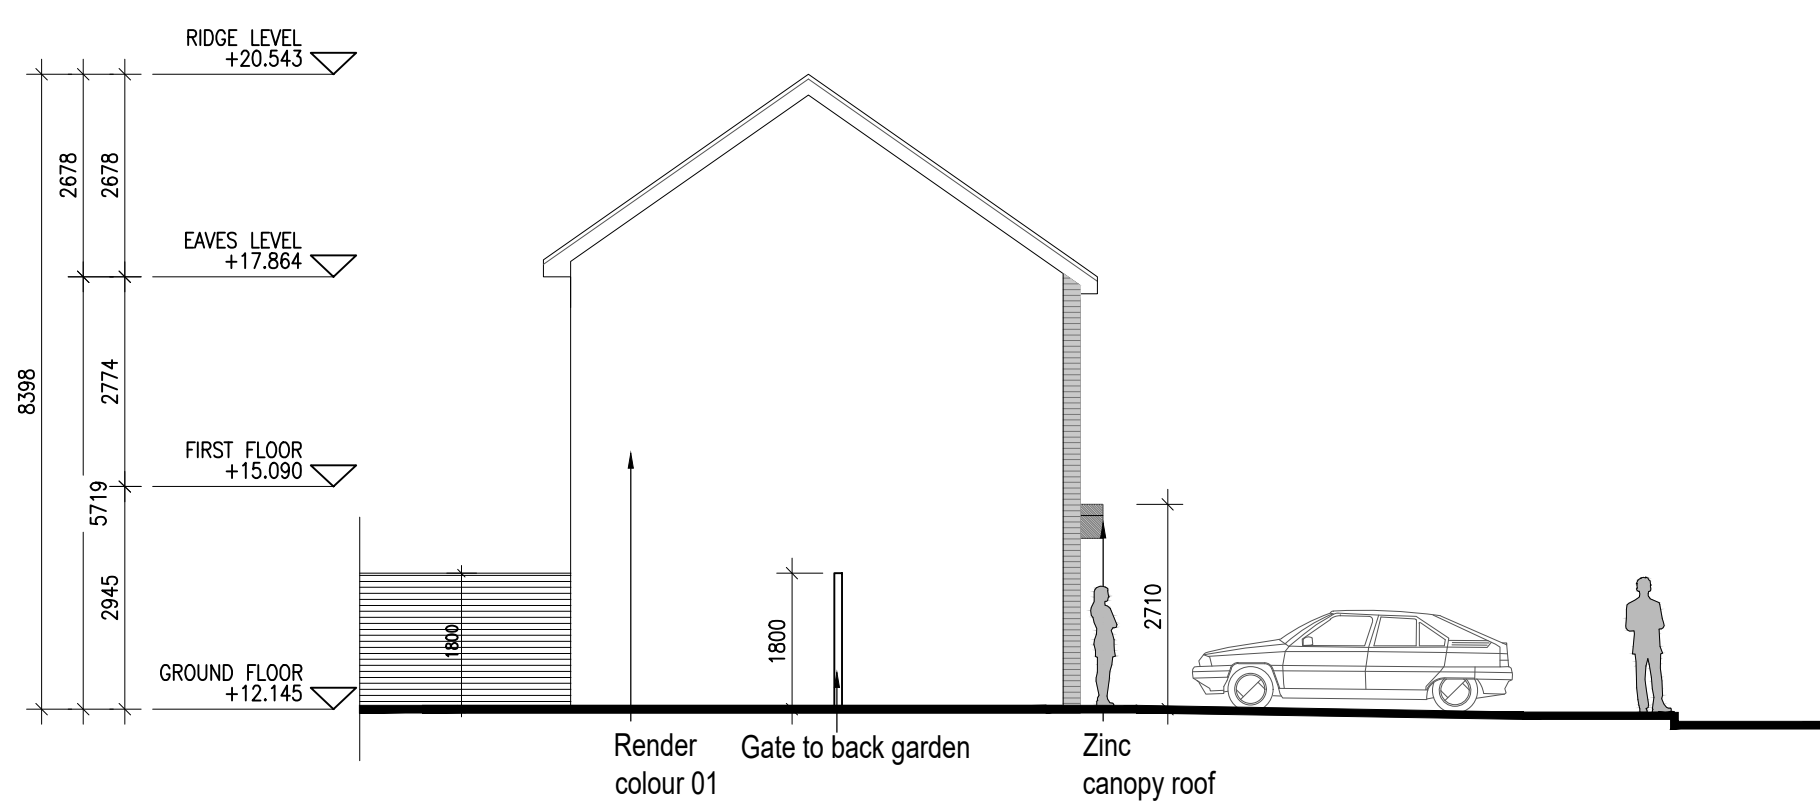 RIDGE LEVEL
+20.543
2678
2678
EAVES LEVEL
+17.864
8398
2774
FIRST FLOOR
+15.090
5719
2945
1800
1800
2710
GROUND FLOOR
+12.145
Render
colour 01
Gate to back garden
Zinc
canopy roof